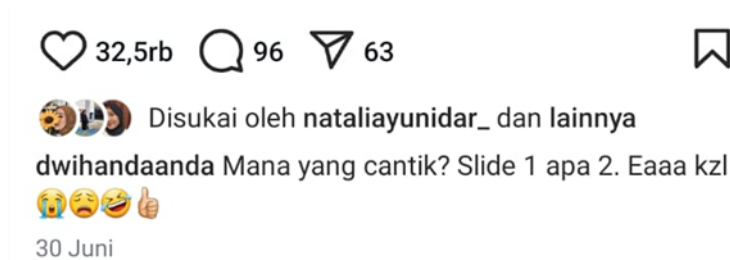 32,5rb 96 63
Disukai oleh nataliayunidar_ dan lainnya
dwihandaanda Mana yang cantik? Slide 1 apa 2. Eaaa kzl
😭😩🤣👍🏼
30 Juni